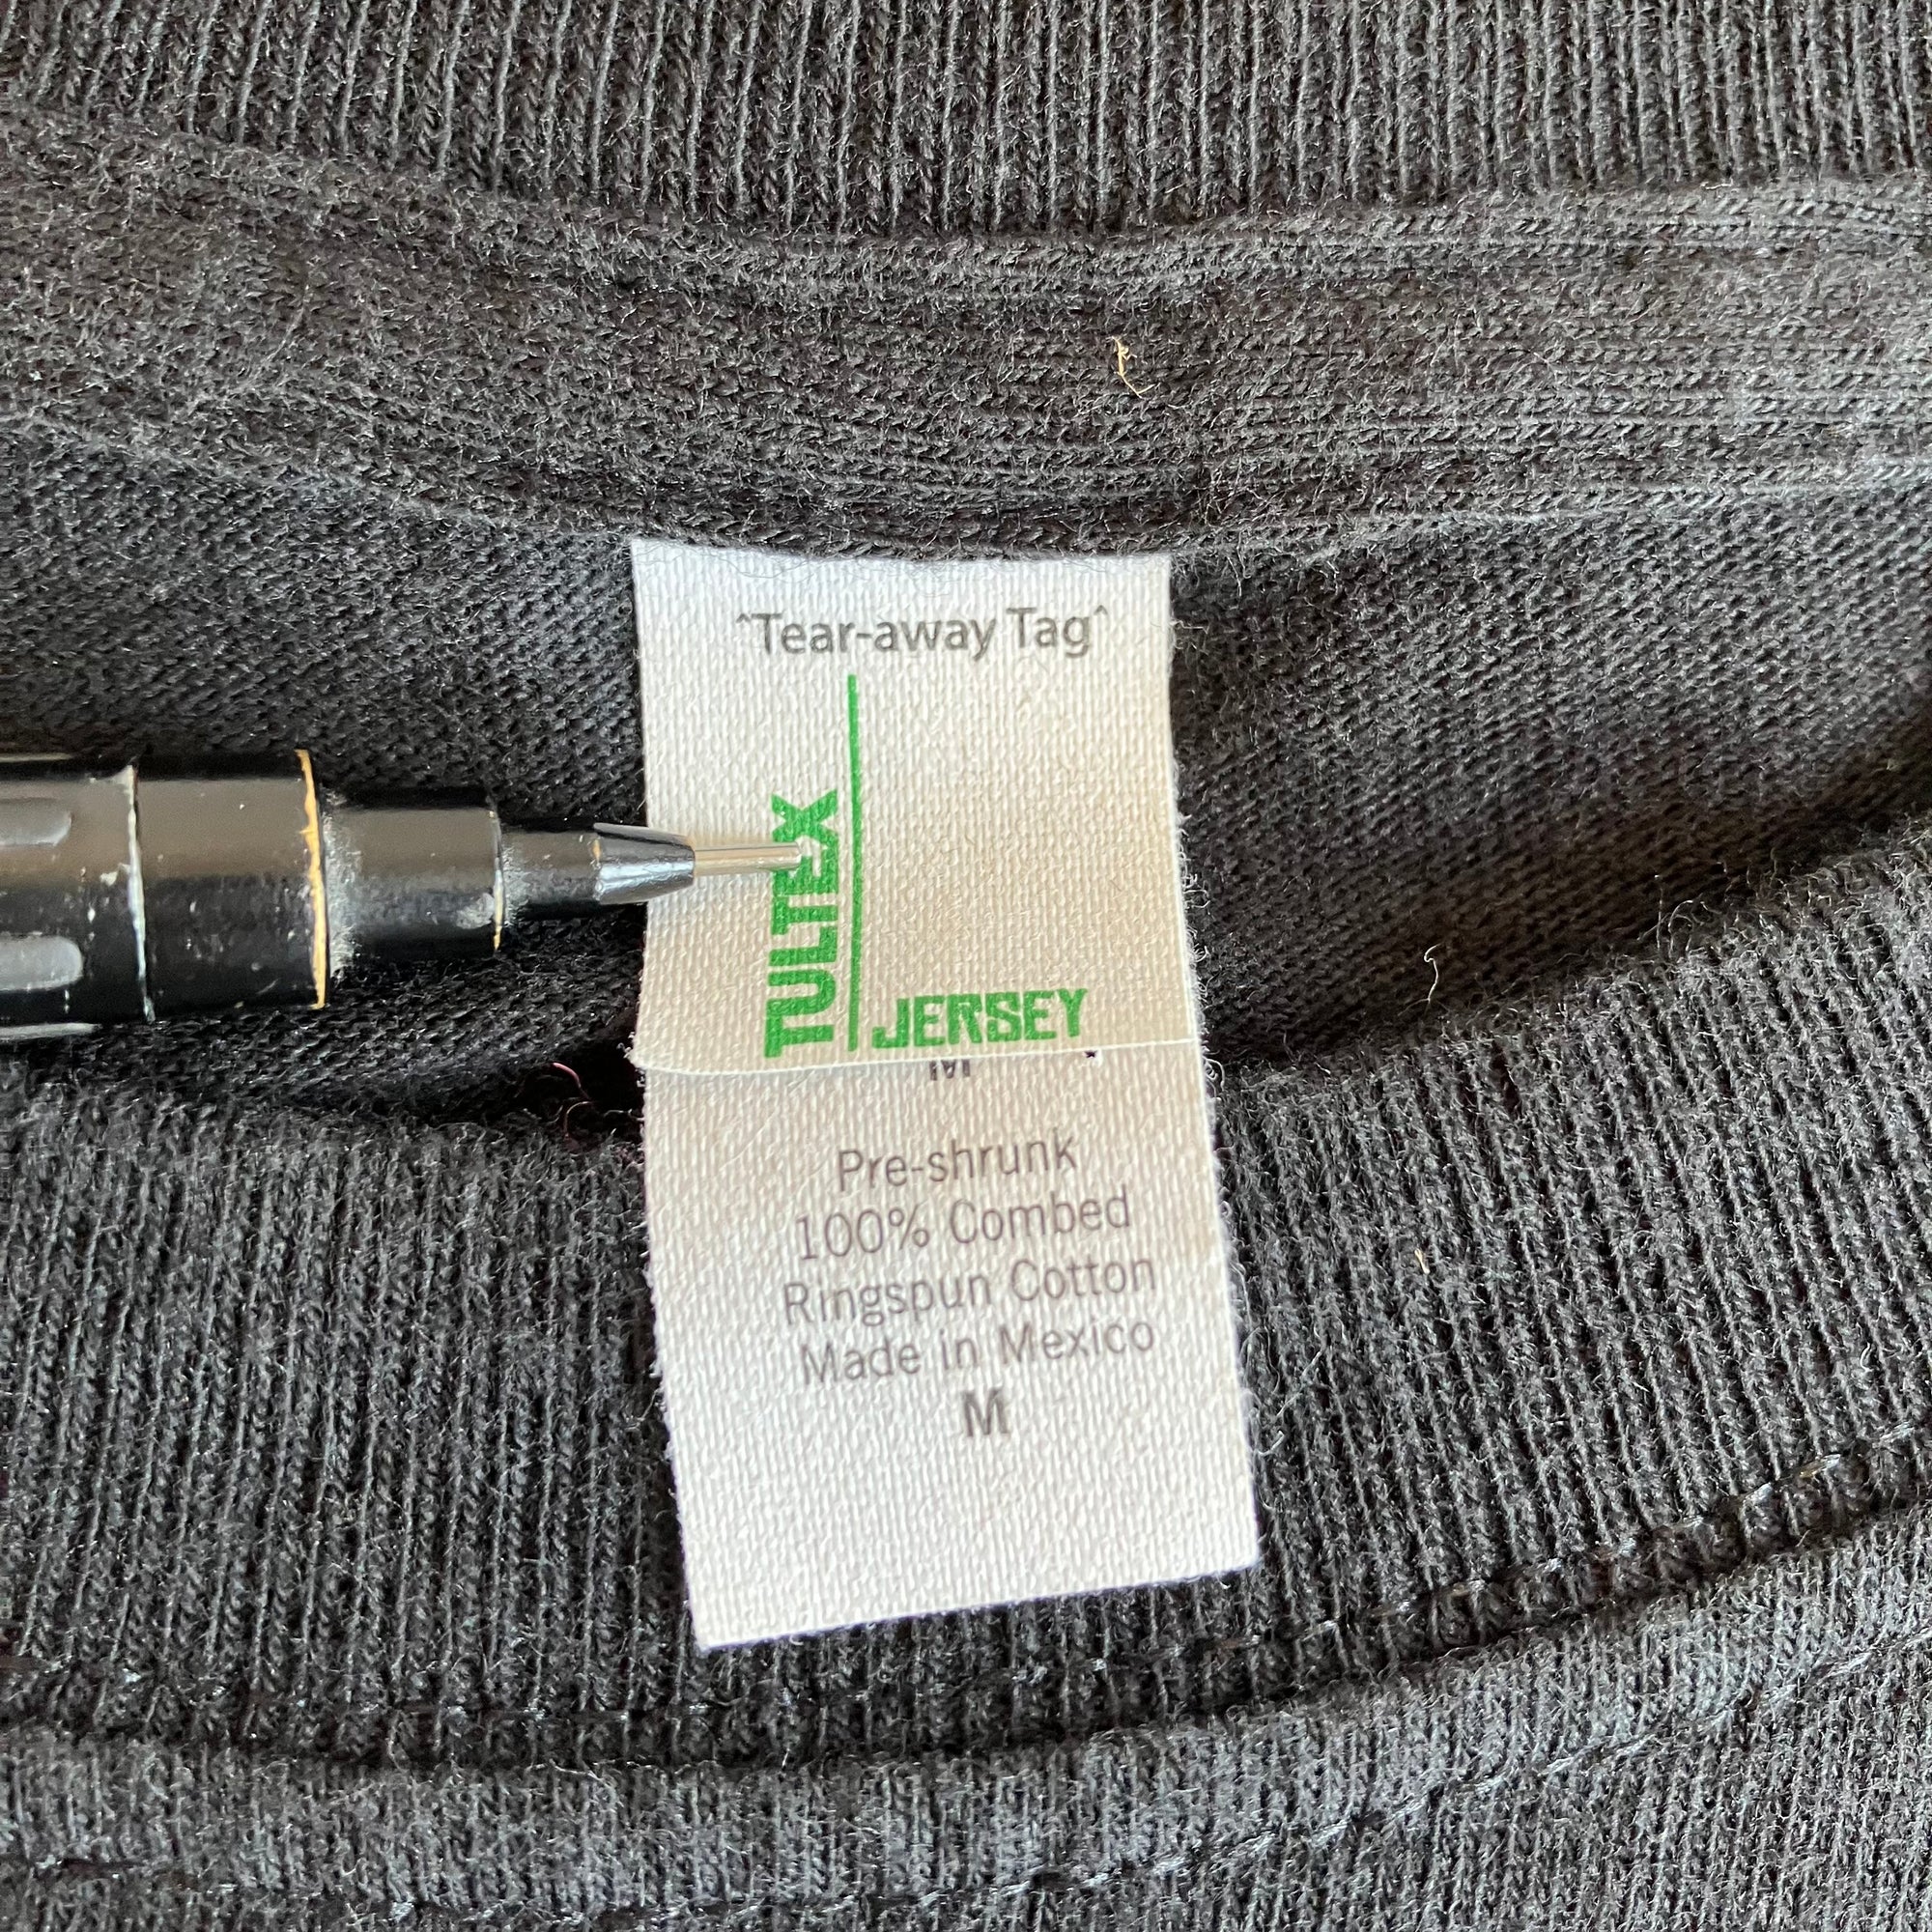 ^Tear-away Tag^
TULTEX
JERSEY
M
Pre-shrunk
100% Combed
Ringspun Cotton
Made in Mexico
M